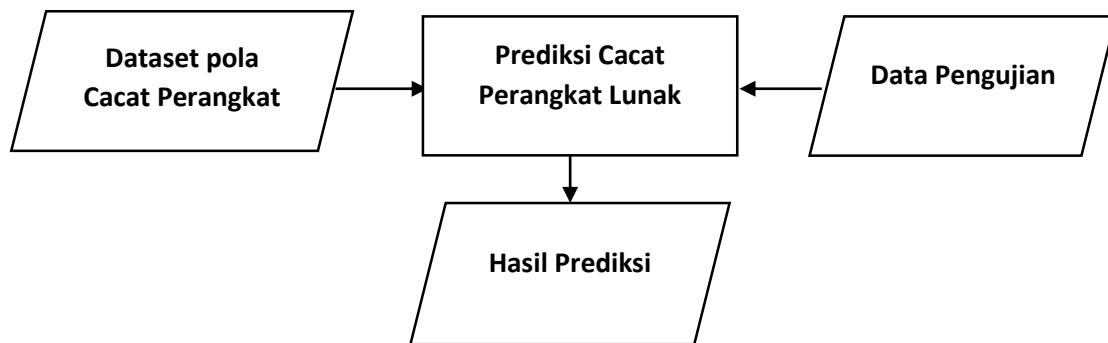 Dataset pola
Cacat Perangkat
Prediksi Cacat
Perangkat Lunak
Data Pengujian
Hasil Prediksi